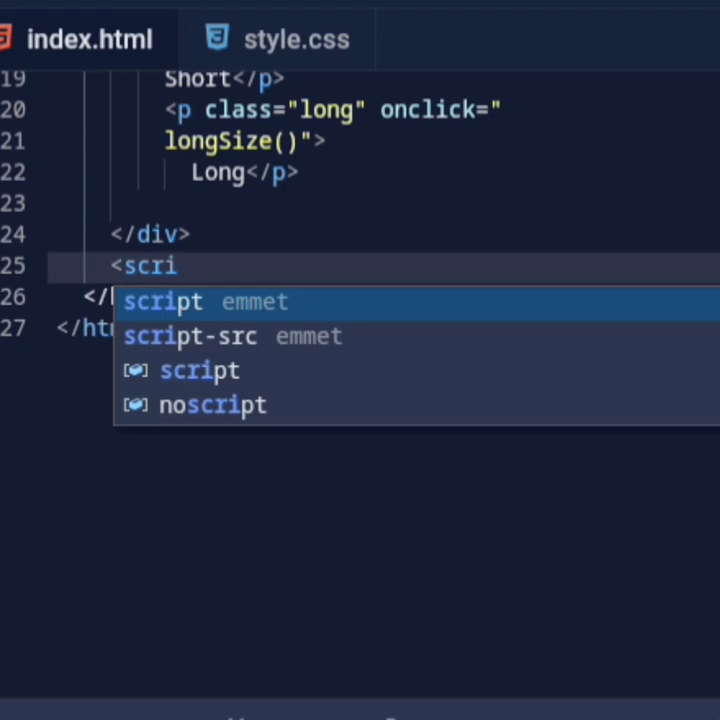 index.html style.css
19 Short</p>
20 <p class="long" onclick="
21 longSize()">
22 Long</p>
23
24 </div>
25 <scri
26 </
27 </ht
script emmet
script-src emmet
script
noscript